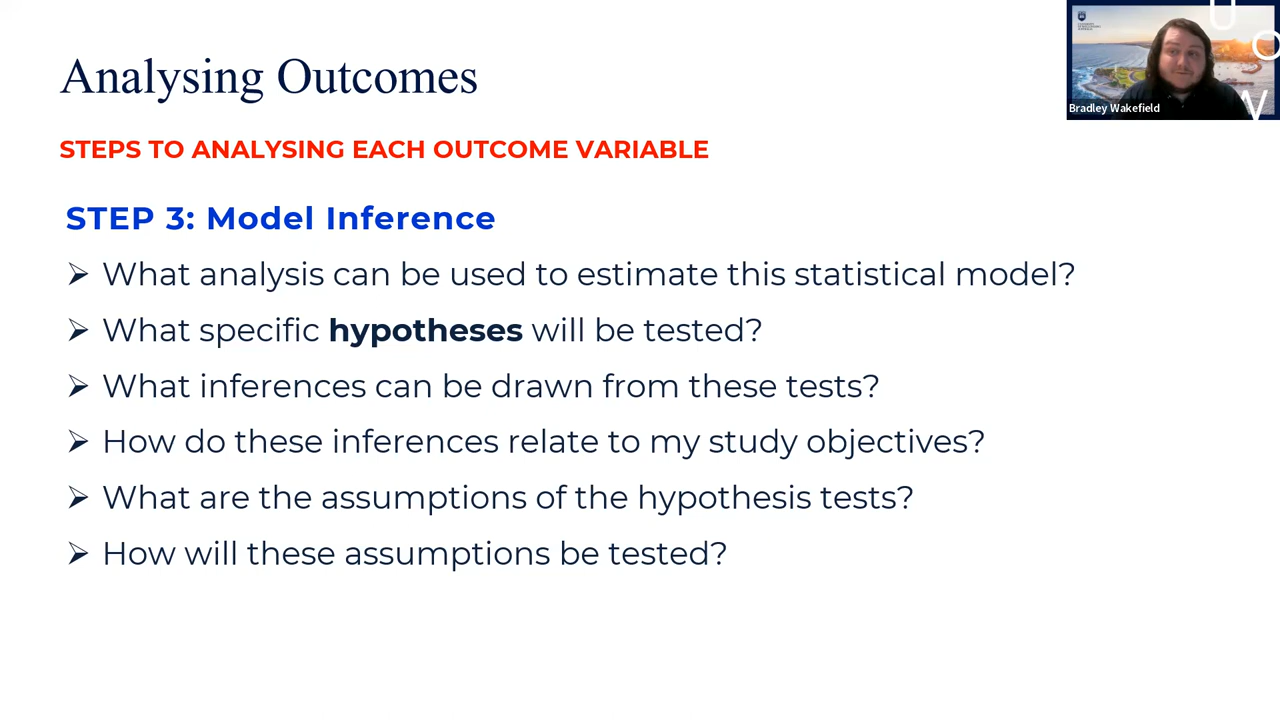 Analysing Outcomes
STEPS TO ANALYSING EACH OUTCOME VARIABLE
STEP 3: Model Inference
➢ What analysis can be used to estimate this statistical model?
➢ What specific hypotheses will be tested?
➢ What inferences can be drawn from these tests?
➢ How do these inferences relate to my study objectives?
➢ What are the assumptions of the hypothesis tests?
➢ How will these assumptions be tested?
U
O
W
Bradley Wakefield